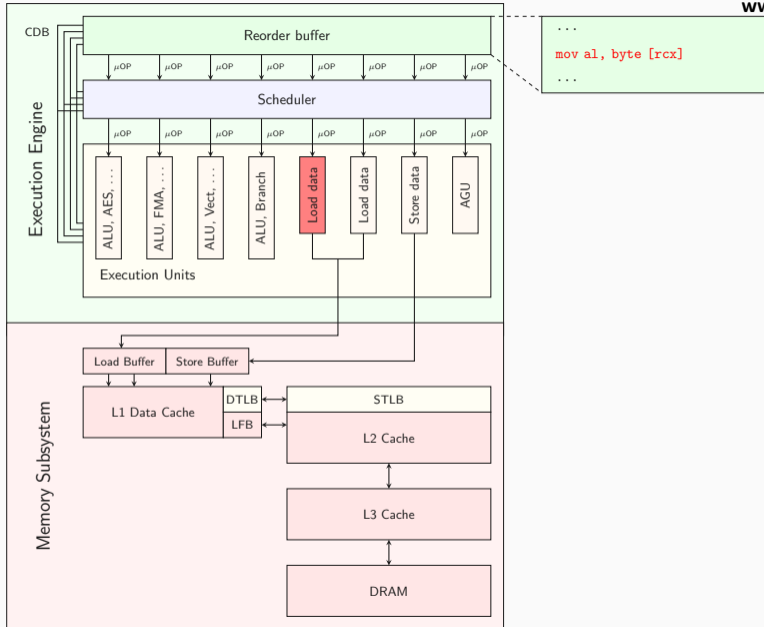 ww
CDB
Reorder buffer
...
mov al, byte [rcx]
...
μOP μOP μOP μOP μOP μOP μOP μOP
Scheduler
μOP μOP μOP μOP μOP μOP μOP μOP
Execution Engine
ALU, AES, ...
ALU, FMA, ...
ALU, Vect, ...
ALU, Branch
Load data
Load data
Store data
AGU
Execution Units
Memory Subsystem
Load Buffer
Store Buffer
L1 Data Cache
DTLB
STLB
LFB
L2 Cache
L3 Cache
DRAM